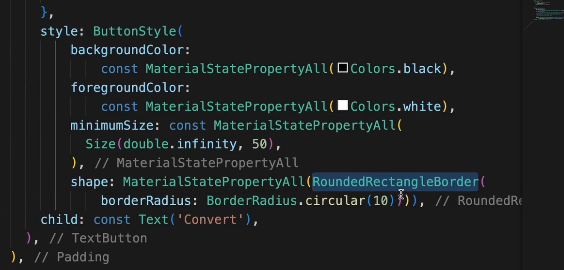 },
style: ButtonStyle(
backgroundColor:
const MaterialStatePropertyAll(Colors.black),
foregroundColor:
const MaterialStatePropertyAll(Colors.white),
minimumSize: const MaterialStatePropertyAll(
Size(double.infinity, 50),
), // MaterialStatePropertyAll
shape: MaterialStatePropertyAll(RoundedRectangleBorder(
borderRadius: BorderRadius.circular(10)))), // RoundedRe
child: const Text('Convert'),
), // TextButton
), // Padding